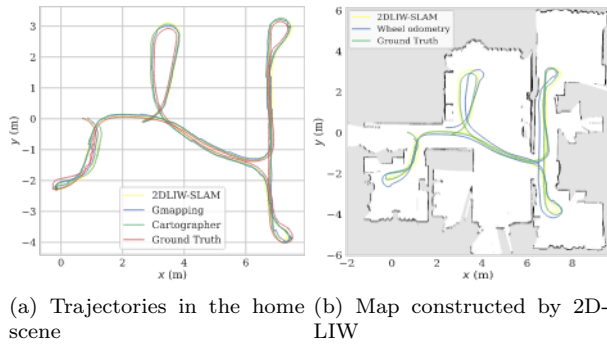 3
2
1
0
−1
−2
−3
−4
y (m)
0
2
4
6
x (m)
2DLIW-SLAM
Gmapping
Cartographer
Ground Truth
6
4
2
0
−2
−4
−6
y (m)
−2
0
2
4
6
8
x (m)
2DLIW-SLAM
Wheel odometry
Ground Truth
(a) Trajectories in the home
scene
(b) Map constructed by 2D-
LIW